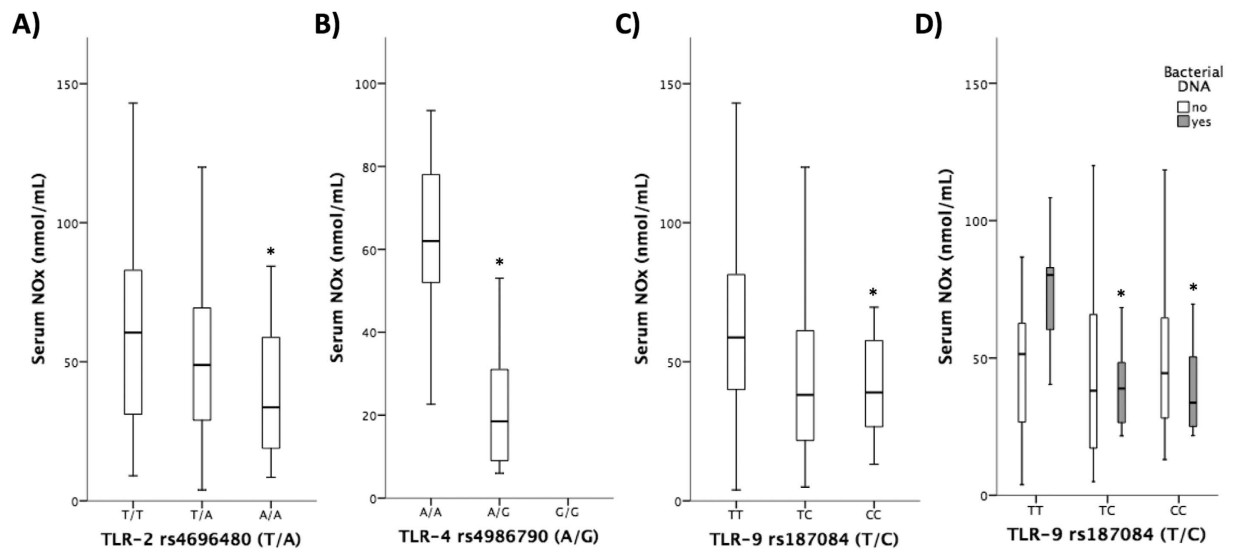 A)
Serum NOx (nmol/mL)
150
100
50
0
T/T T/A A/A
*
TLR-2 rs4696480 (T/A)
B)
Serum NOx (nmol/mL)
100
80
60
40
20
0
A/A A/G G/G
*
TLR-4 rs4986790 (A/G)
C)
Serum NOx (nmol/mL)
150
100
50
0
TT TC CC
*
TLR-9 rs187084 (T/C)
D)
Serum NOx (nmol/mL)
150
100
50
0
TT TC CC
* *
Bacterial
DNA
no
yes
TLR-9 rs187084 (T/C)